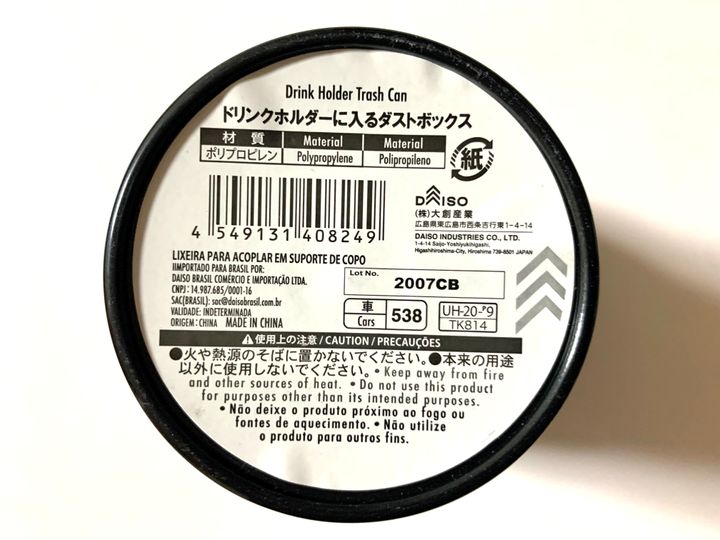 Drink Holder Trash Can
ドリンクホルダーに入るダストボックス
材質 Material Material
ポリプロピレン Polypropylene Polipropileno
紙
4 549131 408249
DAISO
(株)大創産業
広島県東広島市西条吉行東1-4-14
DAISO INDUSTRIES CO., LTD.
1-4-14 Saijo-Yoshiyukihigashi,
Higashihiroshima-City, Hiroshima 739-8501 JAPAN
LIXEIRA PARA ACOPLAR EM SUPORTE DE COPO
IIMPORTADO PARA BRASIL POR:
DAISO BRASIL COMÉRCIO E IMPORTAÇÃO LTDA.
CNPJ: 14.987.685/0001-16
SAC(BRASIL): sac@daisobrasil.com.br
VALIDADE: INDETERMINADA
ORIGEM: CHINA MADE IN CHINA
Lot No. 2007CB
車
Cars
538
UH-20-P9
TK814
使用上の注意 / CAUTION / PRECAUÇÕES
●火や熱源のそばに置かないでください。●本来の用途
以外に使用しないでください。• Keep away from fire
and other sources of heat. • Do not use this product
for purposes other than its intended purposes.
• Não deixe o produto próximo ao fogo ou
fontes de aquecimento. • Não utilize
o produto para outros fins.